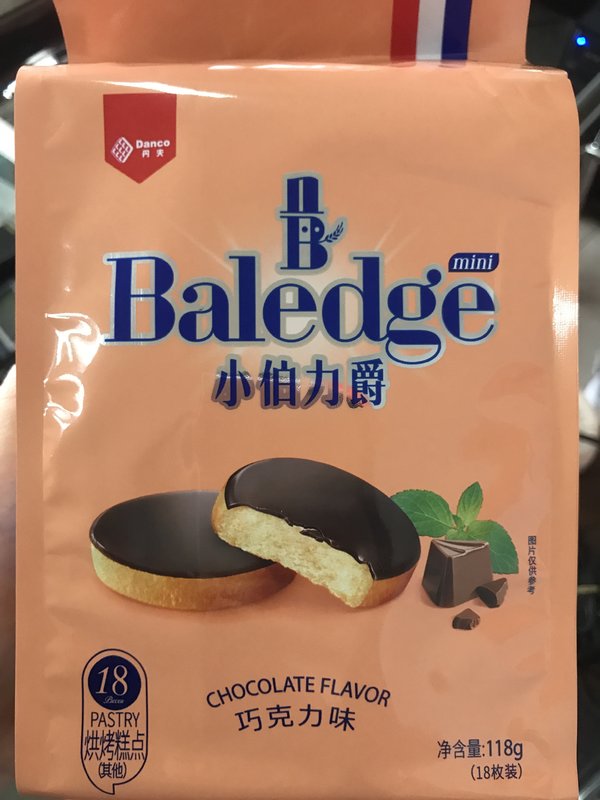 Danco
丹夫
B
Baledge
mini
小伯力爵
图片仅供参考
18
Pieces
PASTRY
烘烤糕点
(其他)
CHOCOLATE FLAVOR
巧克力味
净含量:118g
(18枚装)